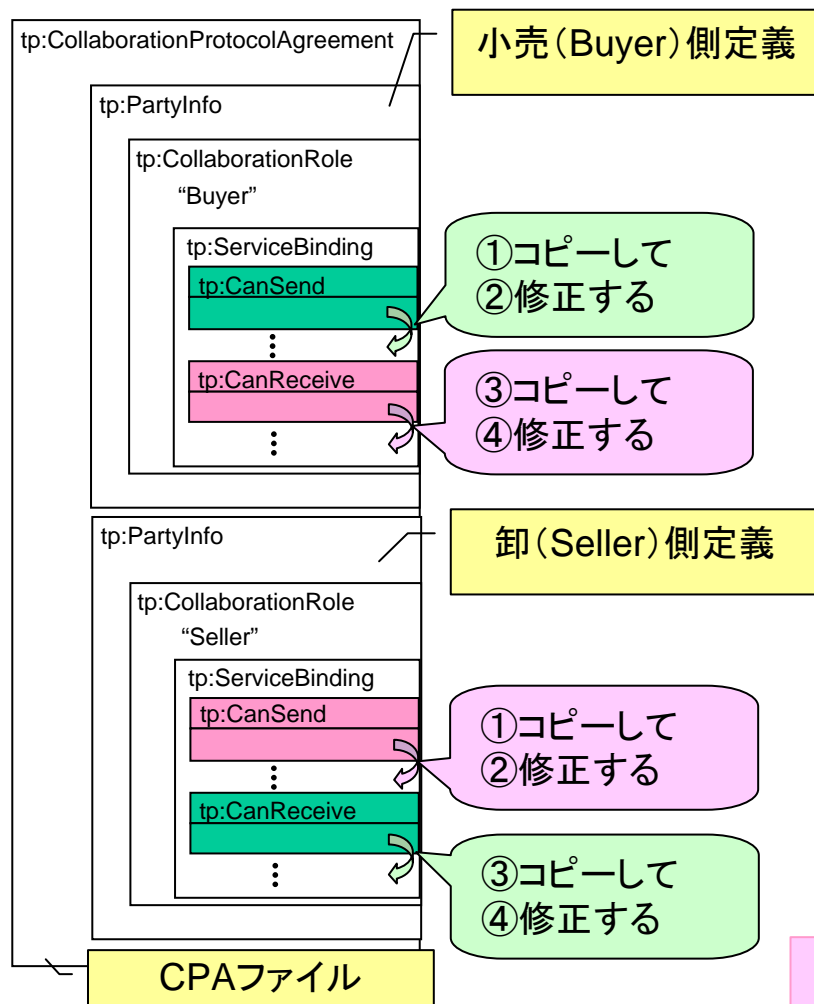 tp:CollaborationProtocolAgreement
小売（Buyer）側定義
tp:PartyInfo
tp:CollaborationRole
“Buyer”
tp:ServiceBinding
tp:CanSend
①コピーして
②修正する
tp:CanReceive
③コピーして
④修正する
tp:PartyInfo
卸（Seller）側定義
tp:CollaborationRole
“Seller”
tp:ServiceBinding
tp:CanSend
①コピーして
②修正する
tp:CanReceive
③コピーして
④修正する
CPAファイル